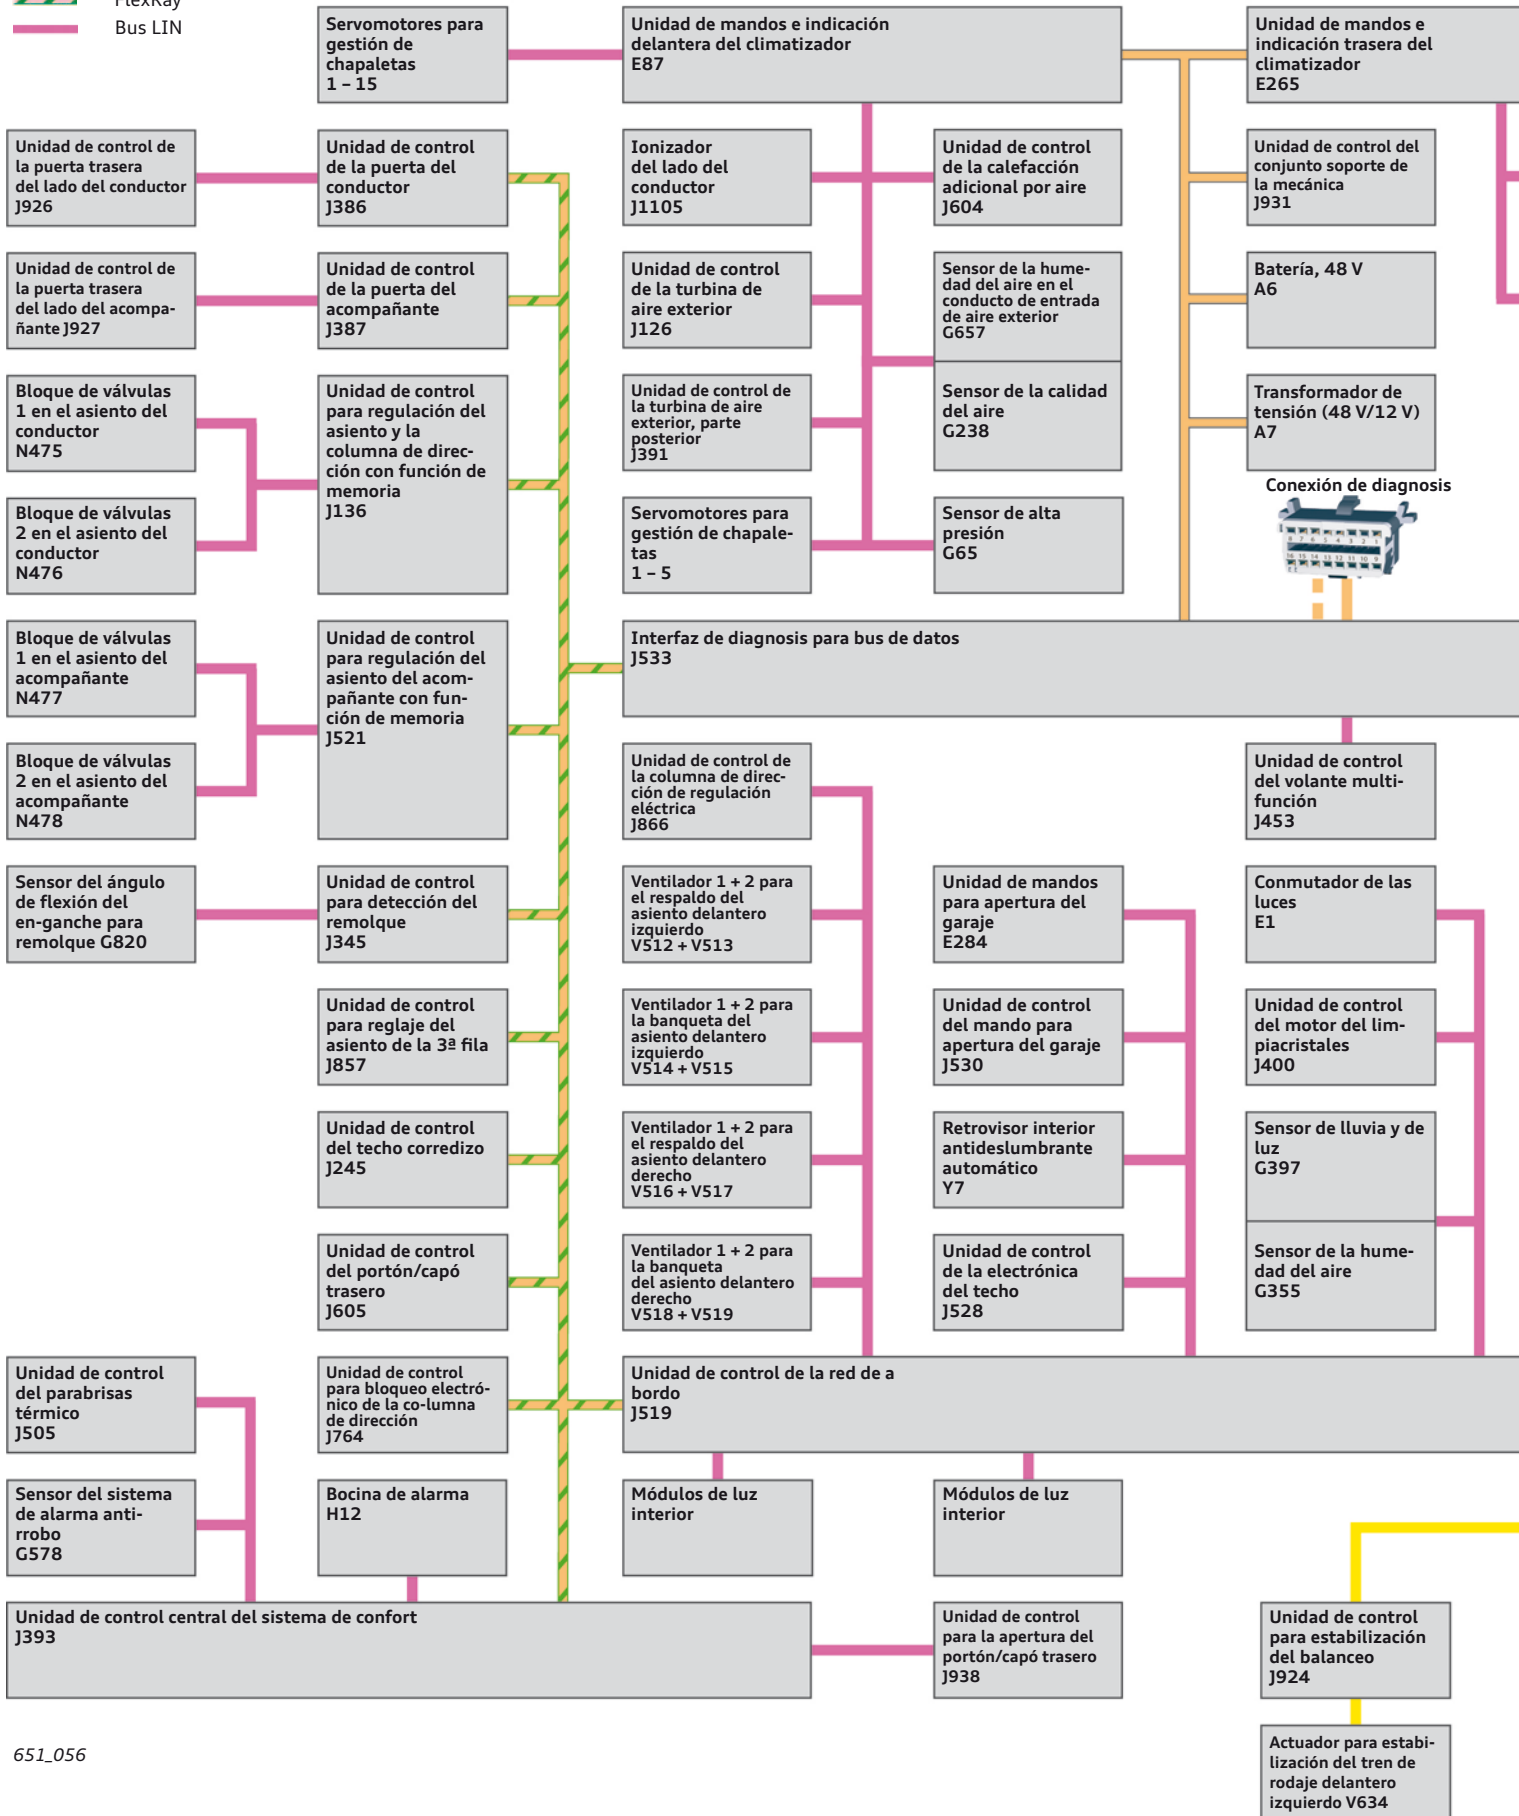 FlexRay
Bus LIN
Servomotores para
gestión de
chapaletas
1 – 15
Unidad de mandos e indicación
delantera del climatizador
E87
Unidad de mandos e
indicación trasera del
climatizador
E265
Unidad de control de
la puerta trasera
del lado del conductor
J926
Unidad de control
de la puerta del
conductor
J386
Ionizador
del lado del
conductor
J1105
Unidad de control
de la calefacción
adicional por aire
J604
Unidad de control del
conjunto soporte de
la mecánica
J931
Unidad de control de
la puerta trasera
del lado del acompa-
ñante J927
Unidad de control
de la puerta del
acompañante
J387
Unidad de control
de la turbina de
aire exterior
J126
Sensor de la hume-
dad del aire en el
conducto de entrada
de aire exterior
G657
Batería, 48 V
A6
Bloque de válvulas
1 en el asiento del
conductor
N475
Unidad de control
para regulación del
asiento y la
columna de direc-
ción con función de
memoria
J136
Unidad de control de
la turbina de aire
exterior, parte
posterior
J391
Sensor de la calidad
del aire
G238
Transformador de
tensión (48 V/12 V)
A7
Conexión de diagnosis
8 7 6 5 4 3 2 1
16 15 14 13 12 11 10 9
Bloque de válvulas
2 en el asiento del
conductor
N476
Servomotores para
gestión de chapale-
tas
1 – 5
Sensor de alta
presión
G65
Bloque de válvulas
1 en el asiento del
acompañante
N477
Unidad de control
para regulación del
asiento del acom-
pañante con fun-
ción de memoria
J521
Interfaz de diagnosis para bus de datos
J533
Bloque de válvulas
2 en el asiento del
acompañante
N478
Unidad de control de
la columna de direc-
ción de regulación
eléctrica
J866
Unidad de control
del volante multi-
función
J453
Sensor del ángulo
de flexión del
en-ganche para
remolque G820
Unidad de control
para detección del
remolque
J345
Ventilador 1 + 2 para
el respaldo del
asiento delantero
izquierdo
V512 + V513
Unidad de mandos
para apertura del
garaje
E284
Conmutador de las
luces
E1
Unidad de control
para reglaje del
asiento de la 3ª fila
J857
Ventilador 1 + 2 para
la banqueta del
asiento delantero
izquierdo
V514 + V515
Unidad de control
del mando para
apertura del garaje
J530
Unidad de control
del motor del lim-
piacristales
J400
Unidad de control
del techo corredizo
J245
Ventilador 1 + 2 para
el respaldo del
asiento delantero
derecho
V516 + V517
Retrovisor interior
antideslumbrante
automático
Y7
Sensor de lluvia y de
luz
G397
Unidad de control
del portón/capó
trasero
J605
Ventilador 1 + 2 para
la banqueta
del asiento delantero
derecho
V518 + V519
Unidad de control
de la electrónica
del techo
J528
Sensor de la hume-
dad del aire
G355
Unidad de control
del parabrisas
térmico
J505
Unidad de control
para bloqueo electró-
nico de la co-lumna
de dirección
J764
Unidad de control de la red de a
bordo
J519
Sensor del sistema
de alarma anti-
rrobo
G578
Bocina de alarma
H12
Módulos de luz
interior
Módulos de luz
interior
Unidad de control central del sistema de confort
J393
Unidad de control
para la apertura del
portón/capó trasero
J938
Unidad de control
para estabilización
del balanceo
J924
Actuador para estabi-
lización del tren de
rodaje delantero
izquierdo V634
651_056